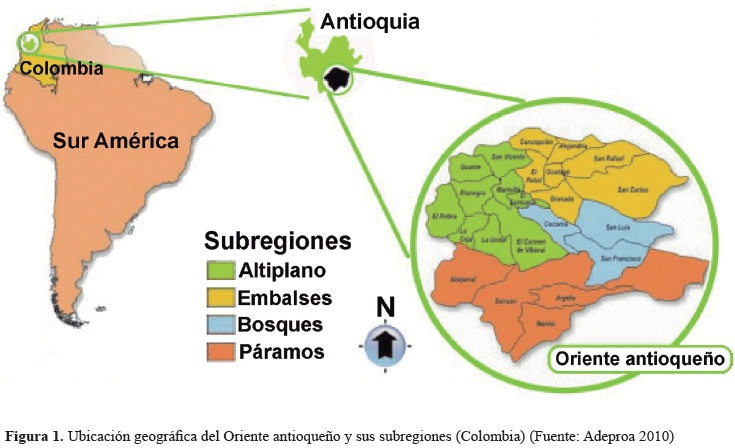 Antioquia
Colombia
Sur América
Subregiones
Altiplano
Embalses
Bosques
Páramos
N
Concepción
Alejandría
San Vicente
Guarne
San Rafael
El Peñol
Guatapé
Rionegro
Marinilla
San Carlos
El Santuario
Granada
El Retiro
Cocorná
San Luis
La Ceja
La Unión
El Carmen de Viboral
San Francisco
Abejorral
Sonson
Argelia
Nariño
Oriente antioqueño
Figura 1. Ubicación geográfica del Oriente antioqueño y sus subregiones (Colombia) (Fuente: Adeproa 2010)